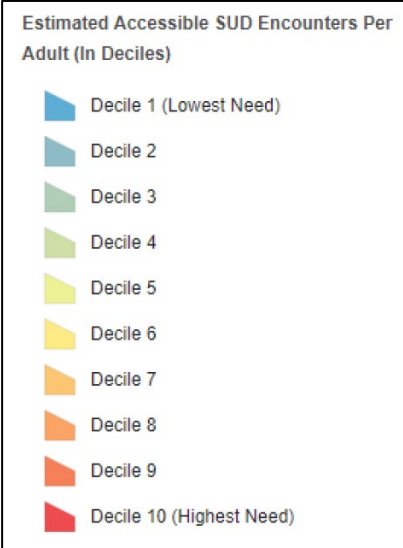 Estimated Accessible SUD Encounters Per
Adult (In Deciles)
Decile 1 (Lowest Need)
Decile 2
Decile 3
Decile 4
Decile 5
Decile 6
Decile 7
Decile 8
Decile 9
Decile 10 (Highest Need)